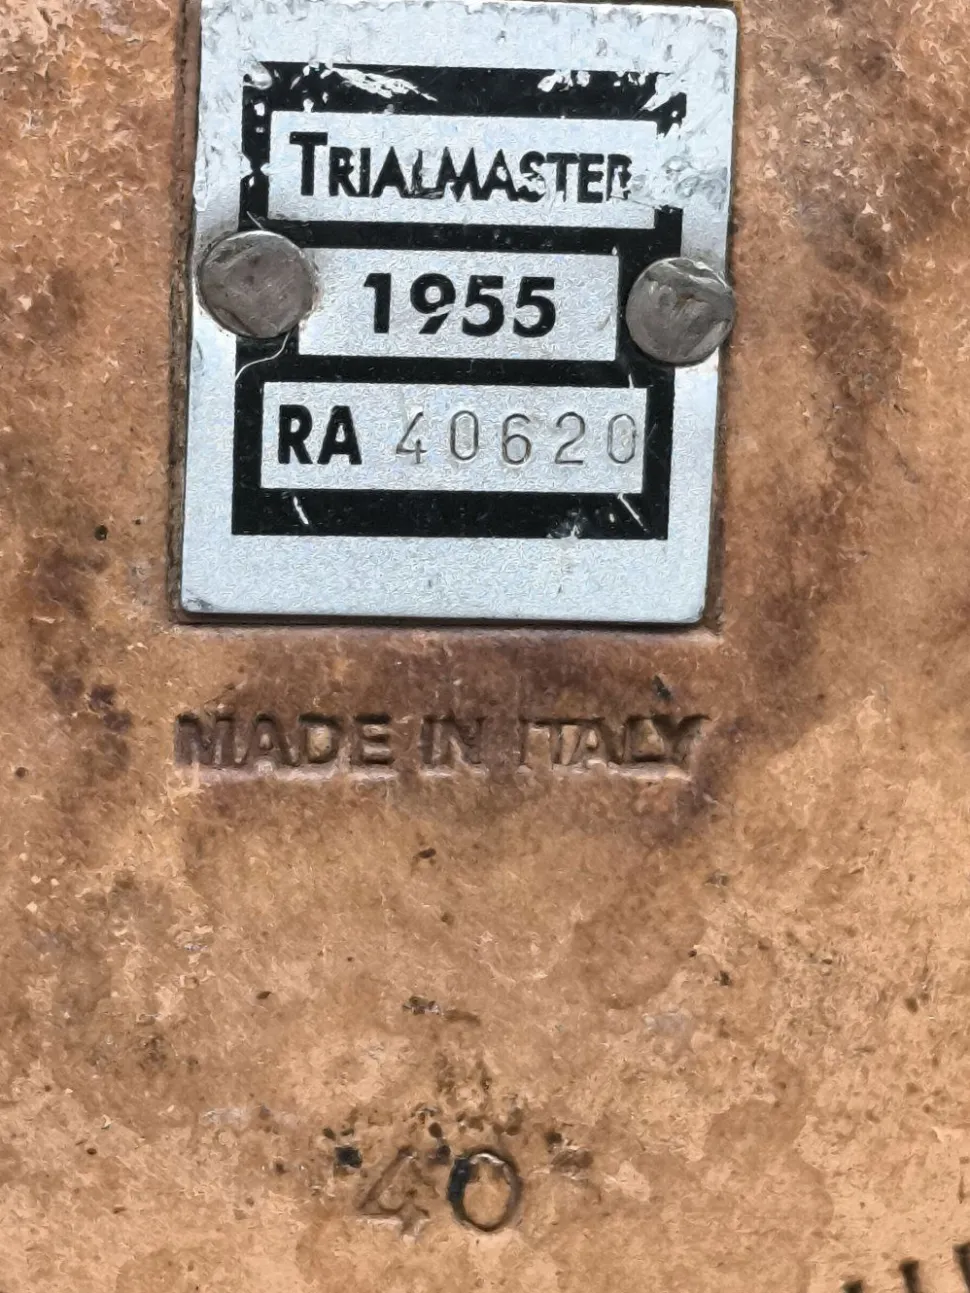 TRIALMASTER
1955
RA 40620
MADE IN ITALY
40